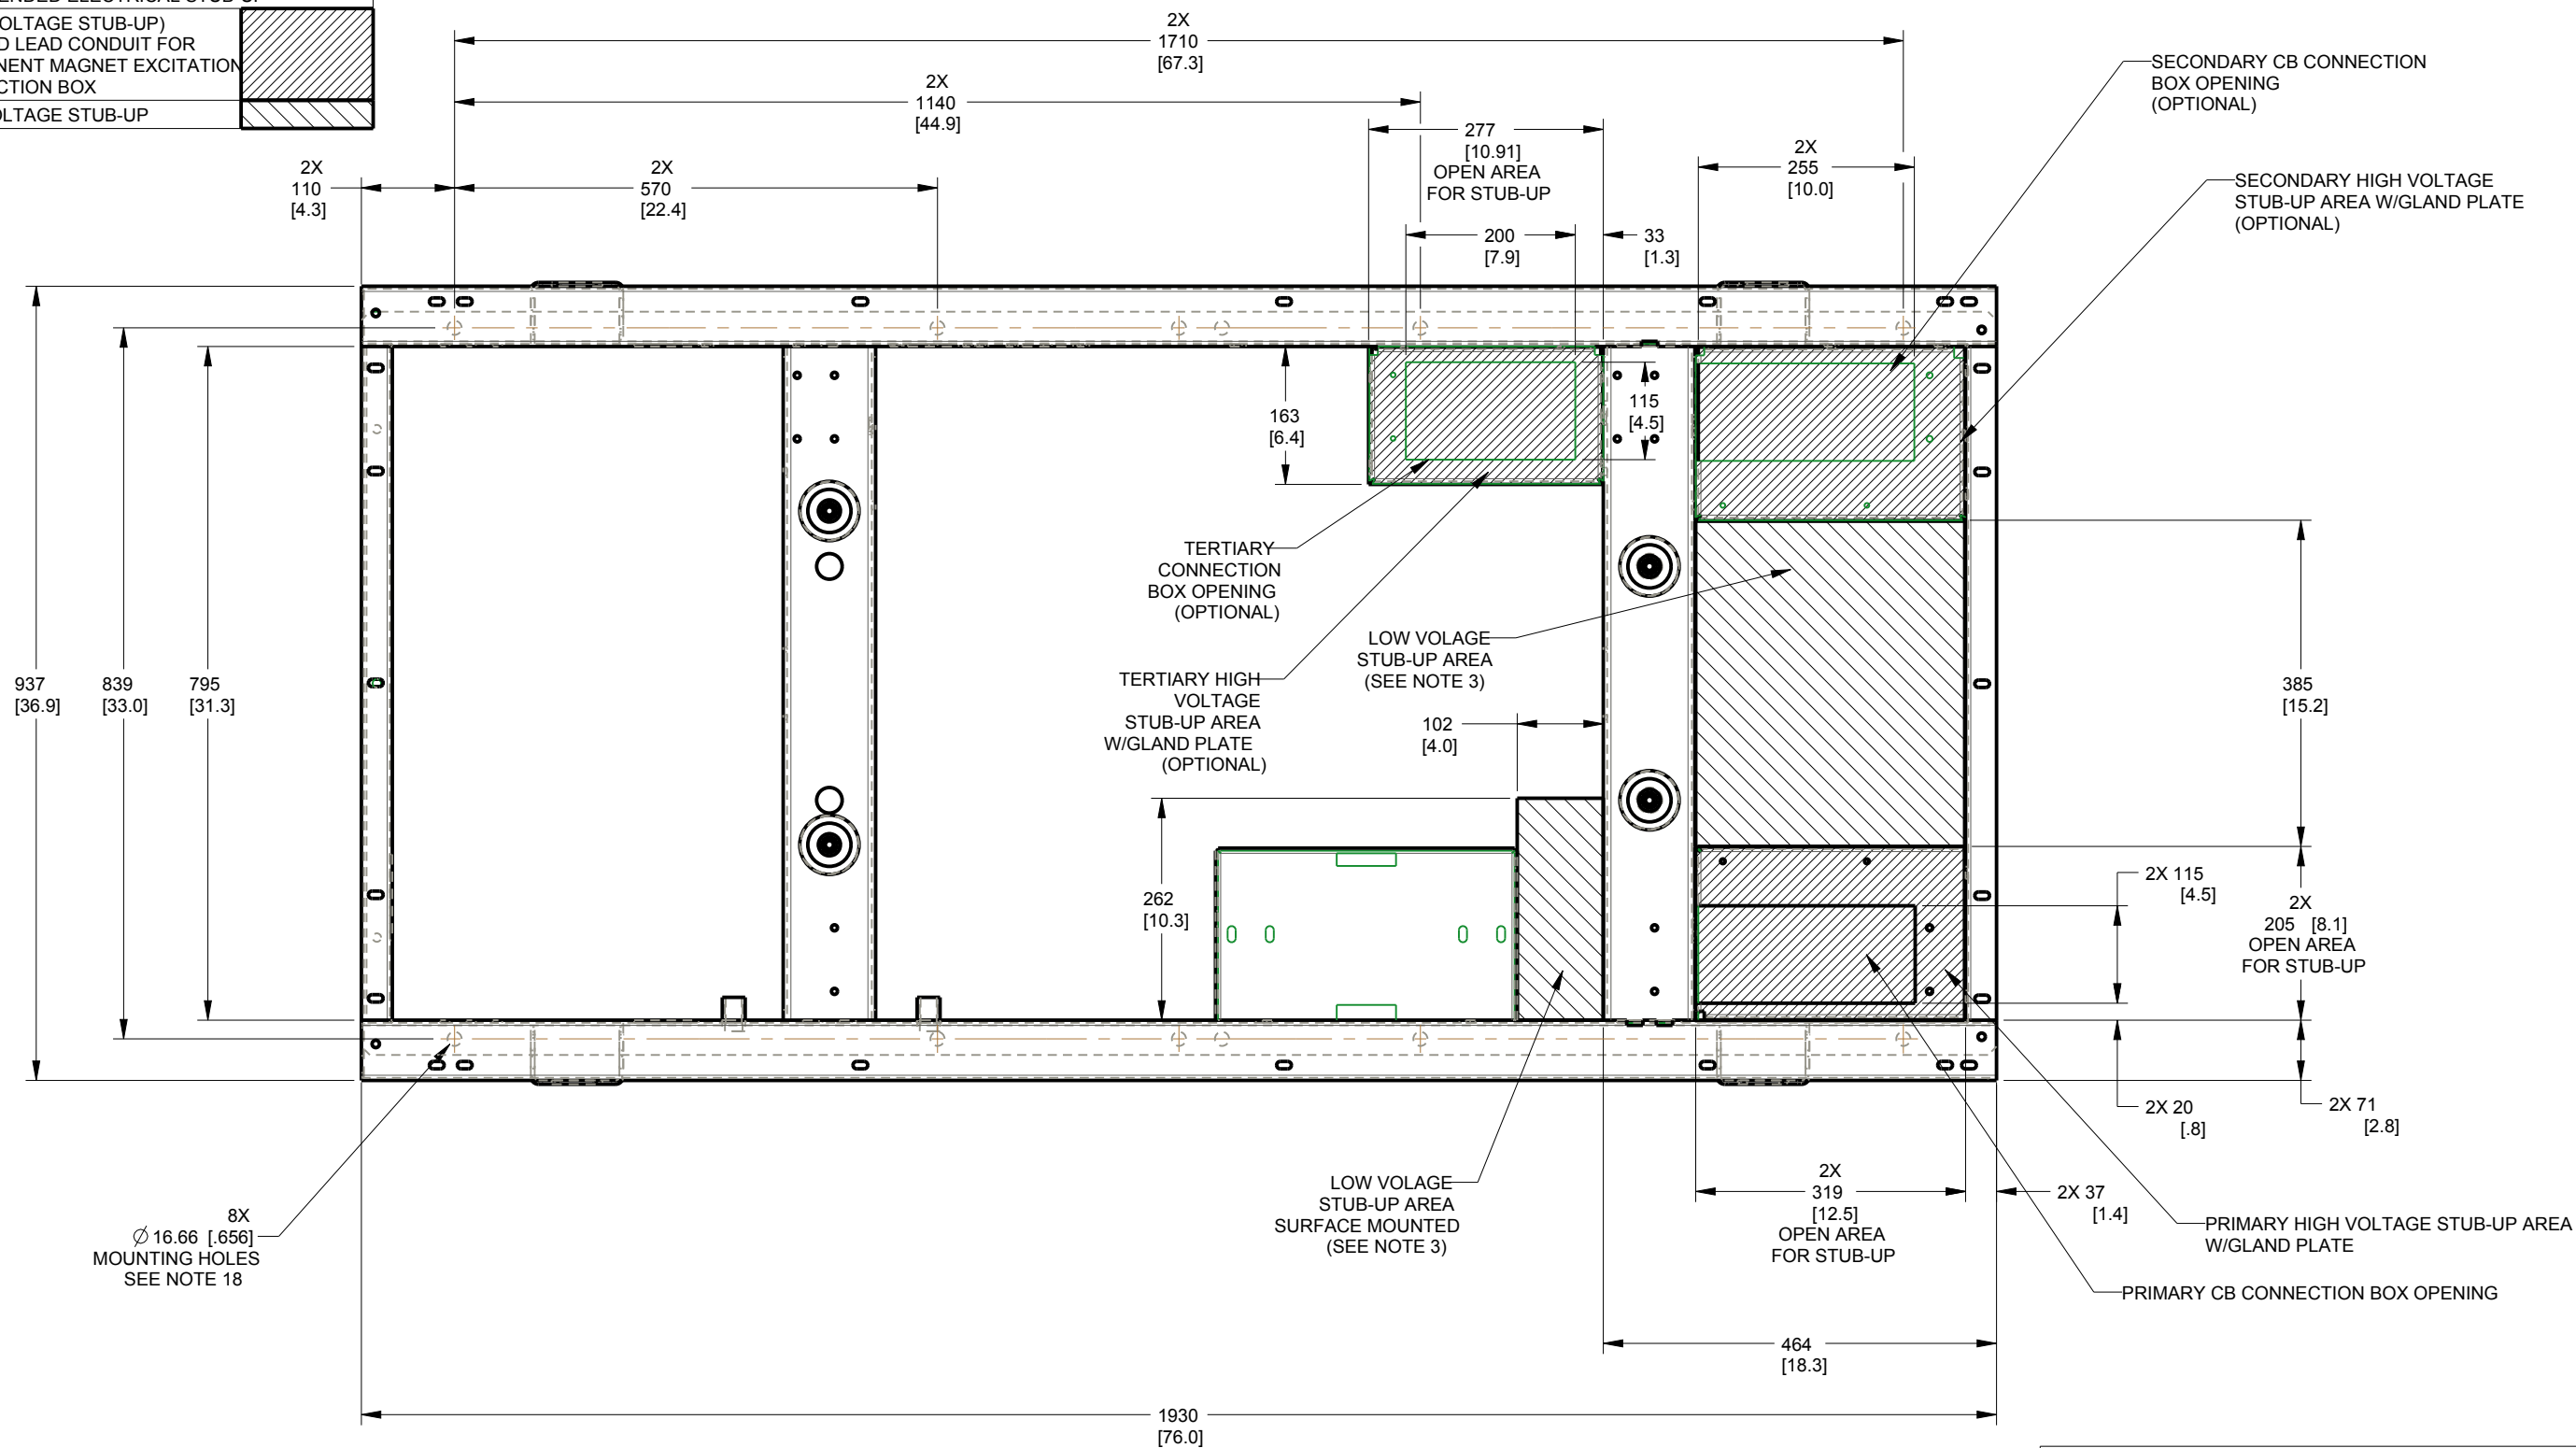 OLTAGE STUB-UP)
D LEAD CONDUIT FOR
NENT MAGNET EXCITATION
CTION BOX
OLTAGE STUB-UP
2X
1710
[67.3]
2X
1140
[44.9]
277
[10.91]
OPEN AREA
FOR STUB-UP
2X
110
[4.3]
2X
570
[22.4]
2X
255
[10.0]
200
[7.9]
33
[1.3]
SECONDARY CB CONNECTION
BOX OPENING
(OPTIONAL)
SECONDARY HIGH VOLTAGE
STUB-UP AREA W/GLAND PLATE
(OPTIONAL)
163
[6.4]
115
[4.5]
TERTIARY
CONNECTION
BOX OPENING
(OPTIONAL)
LOW VOLAGE
STUB-UP AREA
(SEE NOTE 3)
TERTIARY HIGH
VOLTAGE
STUB-UP AREA
W/GLAND PLATE
(OPTIONAL)
937
[36.9]
839
[33.0]
795
[31.3]
102
[4.0]
385
[15.2]
262
[10.3]
2X 115
[4.5]
2X
205 [8.1]
OPEN AREA
FOR STUB-UP
2X 20
[.8]
2X 71
[2.8]
8X
Ø 16.66 [.656]
MOUNTING HOLES
SEE NOTE 18
LOW VOLAGE
STUB-UP AREA
SURFACE MOUNTED
(SEE NOTE 3)
2X
319
[12.5]
OPEN AREA
FOR STUB-UP
2X 37
[1.4]
PRIMARY HIGH VOLTAGE STUB-UP AREA
W/GLAND PLATE
PRIMARY CB CONNECTION BOX OPENING
464
[18.3]
1930
[76.0]